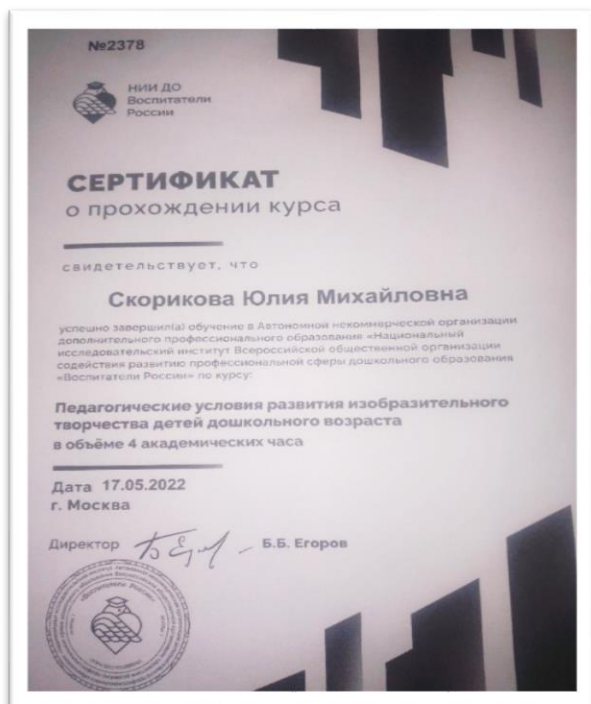 №2378
НИИ ДО
Воспитатели
России
СЕРТИФИКАТ
о прохождении курса
свидетельствует, что
Скорикова Юлия Михайловна
успешно завершил(а) обучение в Автономной некоммерческой организации
дополнительного профессионального образования «Национальный
исследовательский институт Всероссийской общественной организации
содействия развитию профессиональной сферы дошкольного образования
«Воспитатели России» по курсу:
Педагогические условия развития изобразительного
творчества детей дошкольного возраста
в объёме 4 академических часа
Дата 17.05.2022
г. Москва
Директор
Б.Б. Егоров
«Воспитатели России»